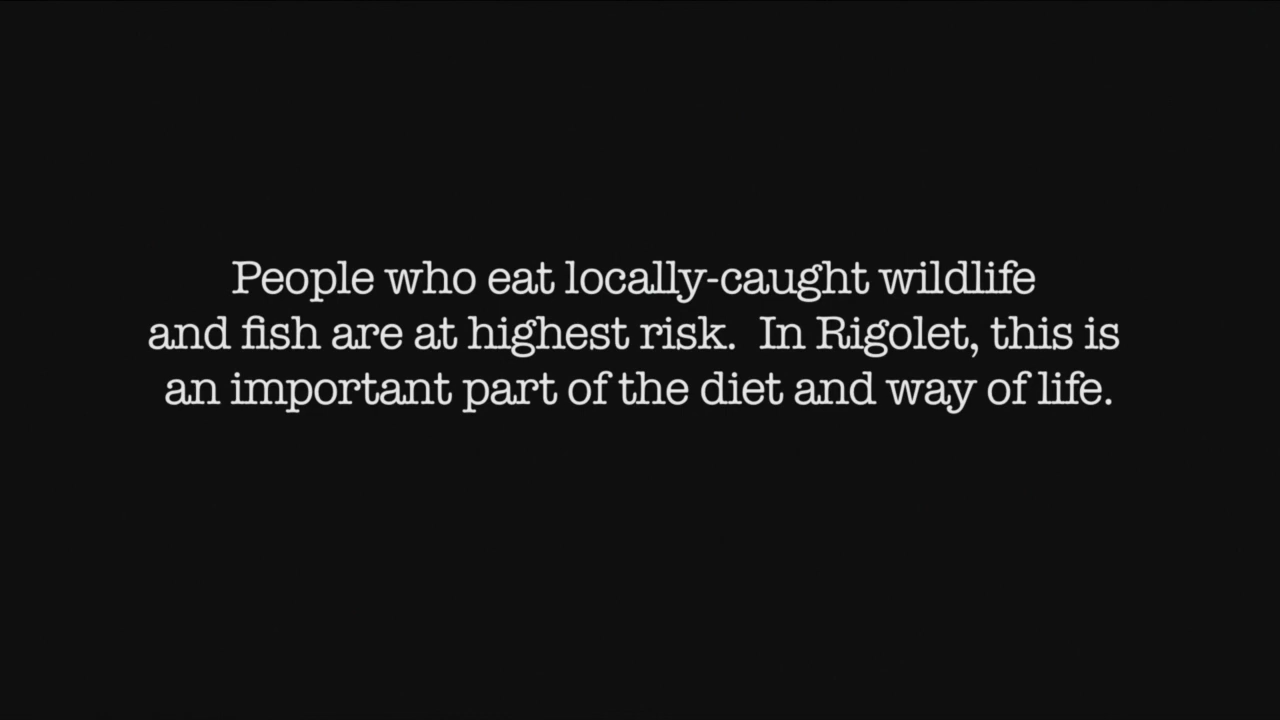 People who eat locally-caught wildlife
and fish are at highest risk.  In Rigolet, this is
an important part of the diet and way of life.